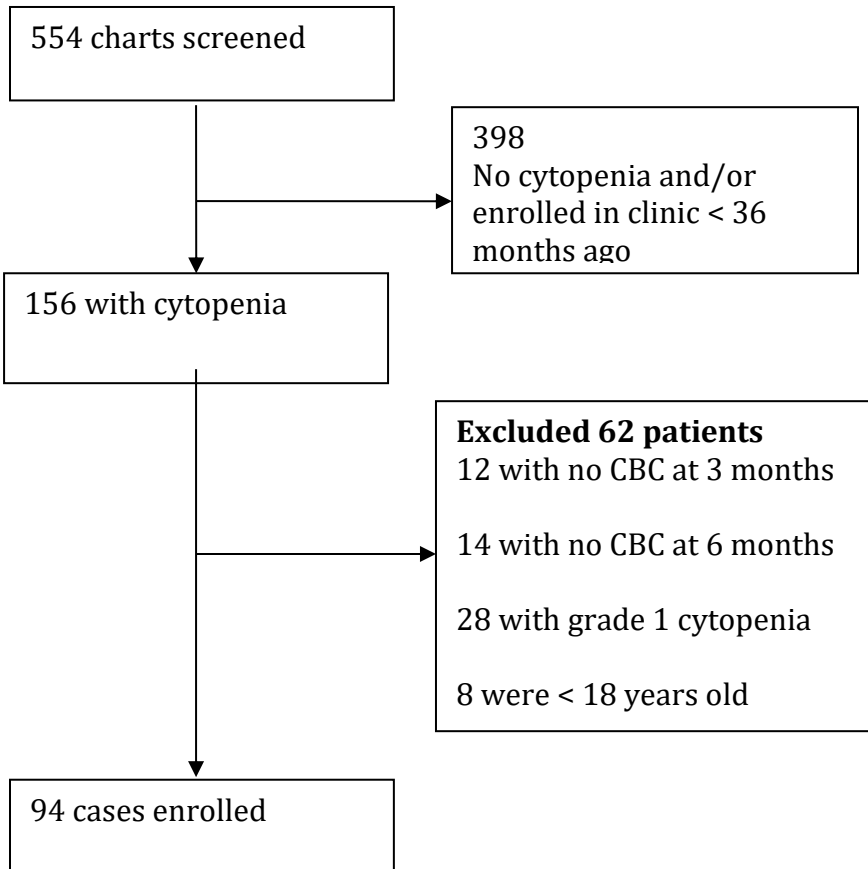 554 charts screened
398
No cytopenia and/or
enrolled in clinic < 36
months ago
156 with cytopenia
Excluded 62 patients
12 with no CBC at 3 months
14 with no CBC at 6 months
28 with grade 1 cytopenia
8 were < 18 years old
94 cases enrolled